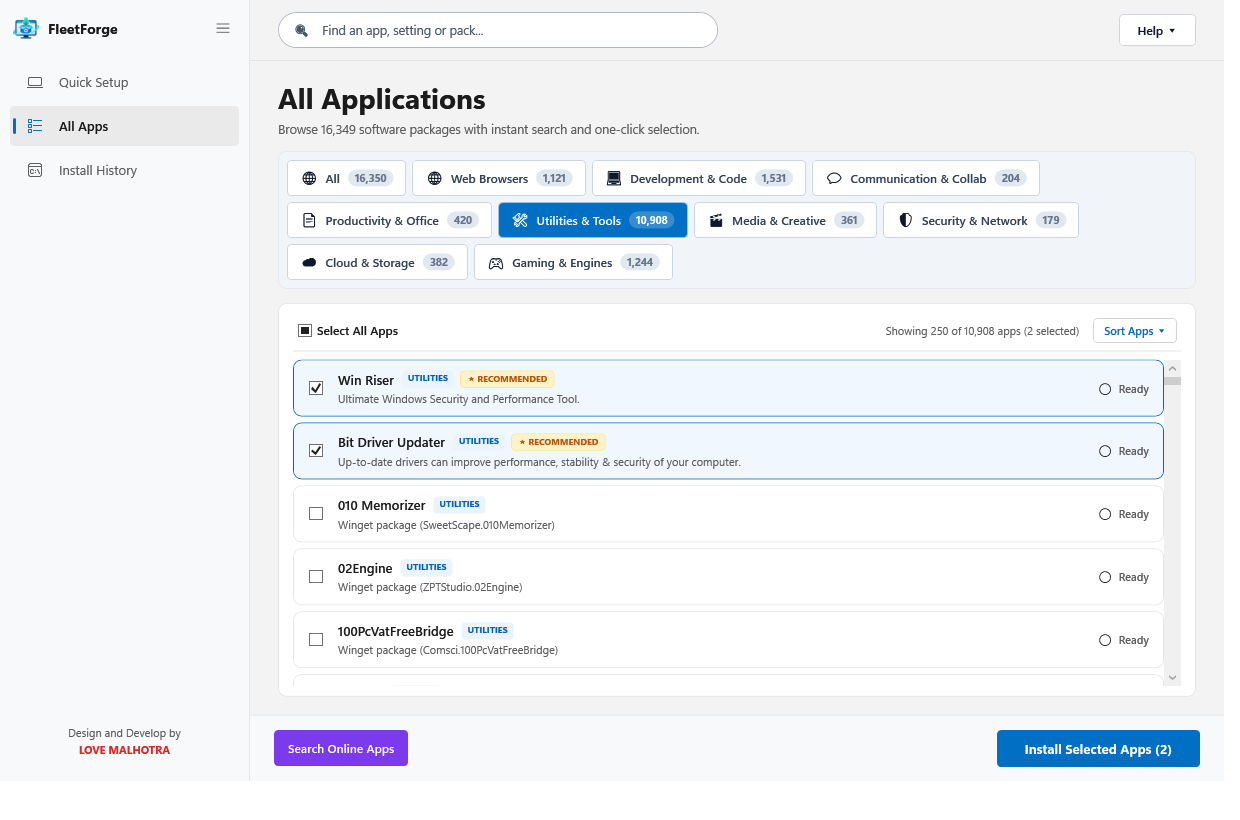 FleetForge
Find an app, setting or pack...
Help
Quick Setup
All Apps
Install History
All Applications
Browse 16,349 software packages with instant search and one-click selection.
All 16,350
Web Browsers 1,121
Development & Code 1,531
Communication & Collab 204
Productivity & Office 420
Utilities & Tools 10,908
Media & Creative 361
Security & Network 179
Cloud & Storage 382
Gaming & Engines 1,244
Select All Apps
Showing 250 of 10,908 apps (2 selected)
Sort Apps
Win Riser UTILITIES ★ RECOMMENDED
Ultimate Windows Security and Performance Tool.
Ready
Bit Driver Updater UTILITIES ★ RECOMMENDED
Up-to-date drivers can improve performance, stability & security of your computer.
Ready
010 Memorizer UTILITIES
Winget package (SweetScape.010Memorizer)
Ready
02Engine UTILITIES
Winget package (ZPTStudio.02Engine)
Ready
100PcVatFreeBridge UTILITIES
Winget package (Comsci.100PcVatFreeBridge)
Ready
Design and Develop by
LOVE MALHOTRA
Search Online Apps
Install Selected Apps (2)